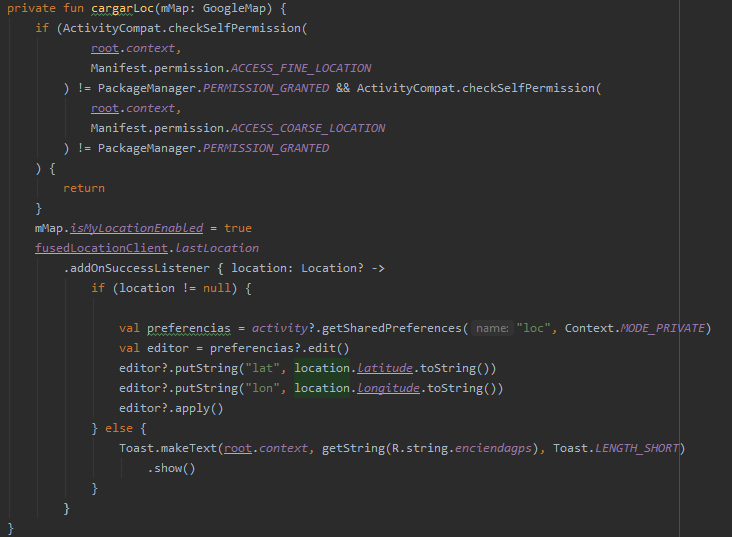 private fun cargarLoc(mMap: GoogleMap) {
    if (ActivityCompat.checkSelfPermission(
            root.context,
            Manifest.permission.ACCESS_FINE_LOCATION
        ) != PackageManager.PERMISSION_GRANTED && ActivityCompat.checkSelfPermission(
            root.context,
            Manifest.permission.ACCESS_COARSE_LOCATION
        ) != PackageManager.PERMISSION_GRANTED
    ) {
        return
    }
    mMap.isMyLocationEnabled = true
    fusedLocationClient.lastLocation
        .addOnSuccessListener { location: Location? ->
            if (location != null) {
                val preferencias = activity?.getSharedPreferences( name: "loc", Context.MODE_PRIVATE)
                val editor = preferencias?.edit()
                editor?.putString("lat", location.Latitude.toString())
                editor?.putString("lon", location.Longitude.toString())
                editor?.apply()
            } else {
                Toast.makeText(root.context, getString(R.string.enciendagps), Toast.LENGTH_SHORT)
                    .show()
            }
        }
}